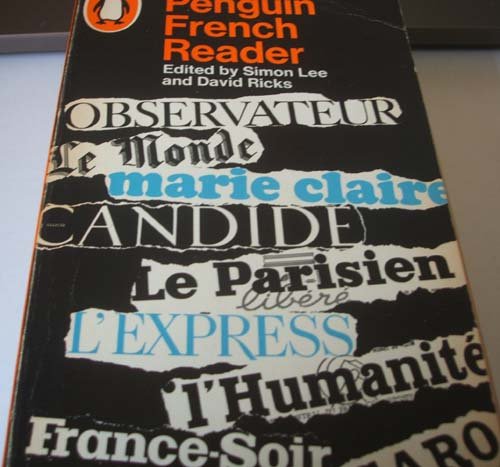 Penguin
French
Reader
Edited by Simon Lee
and David Ricks
OBSERVATEUR
Le Monde
marie claire
CANDIDE
Le Parisien
libéré
L'EXPRESS
l'Humanité
France-Soir
ARO